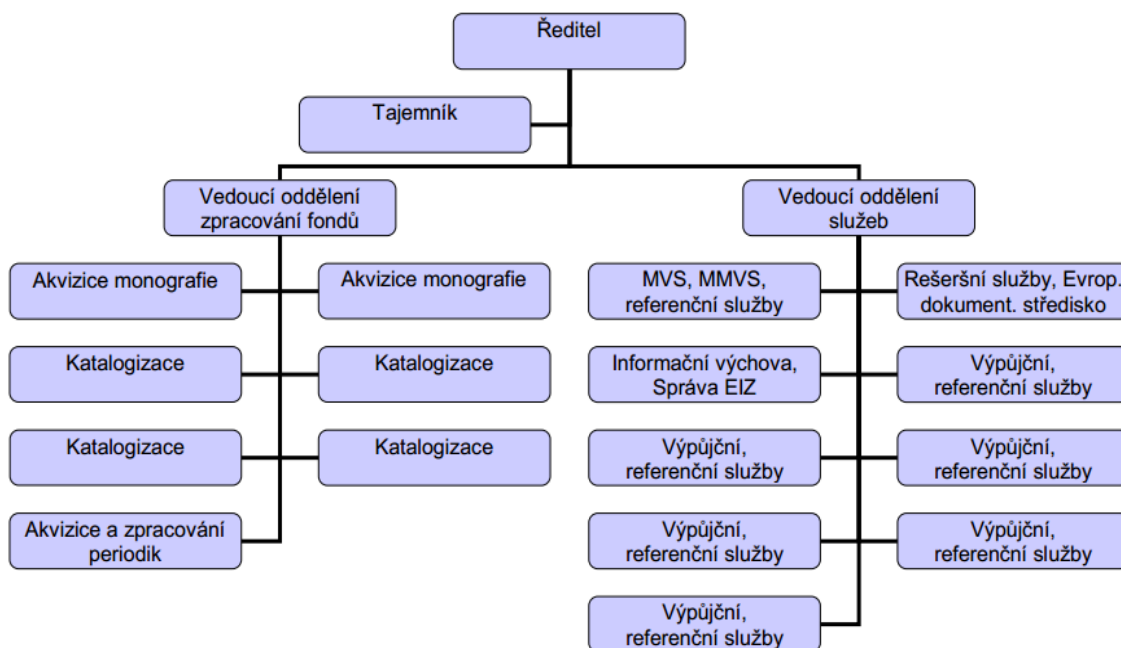 Ředitel
Tajemník
Vedoucí oddělení
zpracování fondů
Vedoucí oddělení
služeb
Akvizice monografie
Akvizice monografie
MVS, MMVS,
referenční služby
Rešeršní služby, Evrop.
dokument. středisko
Katalogizace
Katalogizace
Informační výchova,
Správa EIZ
Výpůjční,
referenční služby
Katalogizace
Katalogizace
Výpůjční,
referenční služby
Výpůjční,
referenční služby
Akvizice a zpracování
periodik
Výpůjční,
referenční služby
Výpůjční,
referenční služby
Výpůjční,
referenční služby